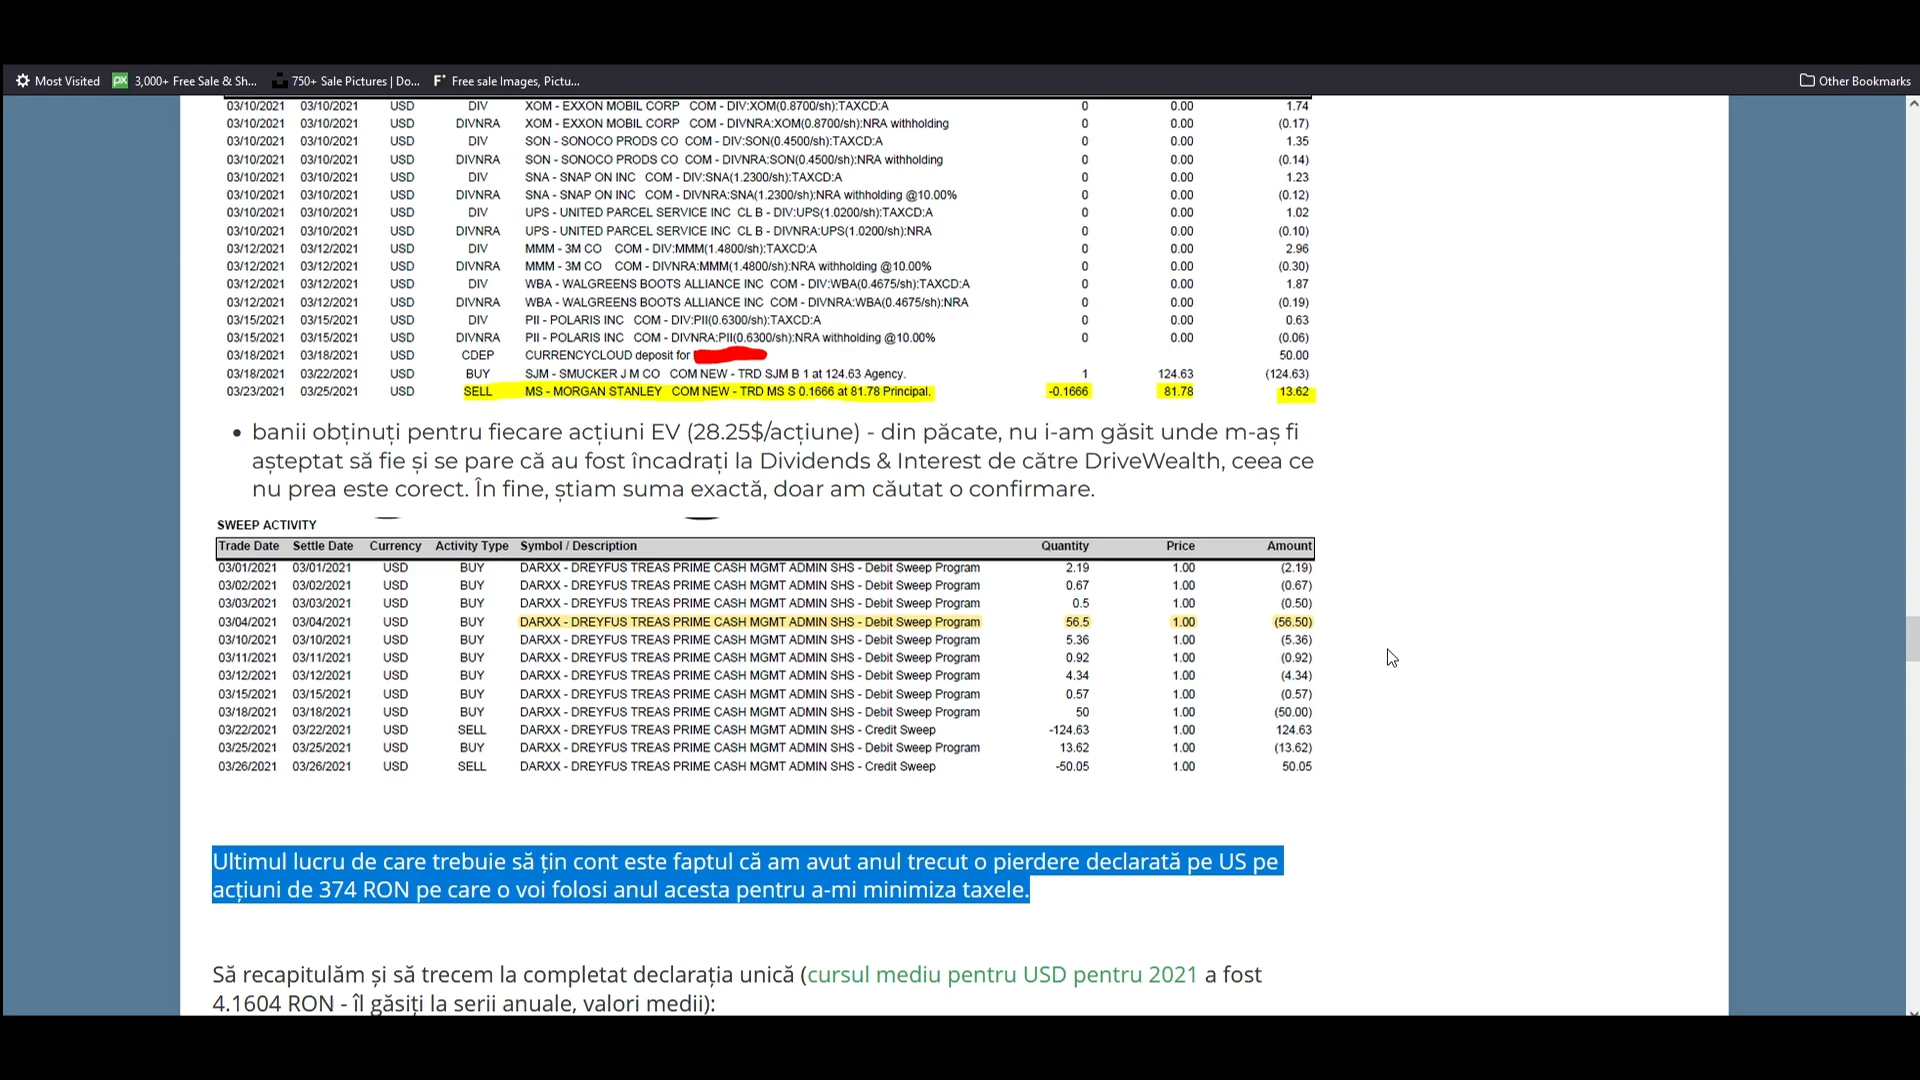 Most Visited 3,000+ Free Sale & Sh... 750+ Sale Pictures | Do... Free sale Images, Pictu... Other Bookmarks
03/10/2021 03/10/2021 USD DIV XOM - EXXON MOBIL CORP COM - DIV:XOM(0.8700/sh):TAXCD:A 0 0.00 1.74
03/10/2021 03/10/2021 USD DIVNRA XOM - EXXON MOBIL CORP COM - DIVNRA:XOM(0.8700/sh):NRA withholding 0 0.00 (0.17)
03/10/2021 03/10/2021 USD DIV SON - SONOCO PRODS CO COM - DIV:SON(0.4500/sh):TAXCD:A 0 0.00 1.35
03/10/2021 03/10/2021 USD DIVNRA SON - SONOCO PRODS CO COM - DIVNRA:SON(0.4500/sh):NRA withholding 0 0.00 (0.14)
03/10/2021 03/10/2021 USD DIV SNA - SNAP ON INC COM - DIV:SNA(1.2300/sh):TAXCD:A 0 0.00 1.23
03/10/2021 03/10/2021 USD DIVNRA SNA - SNAP ON INC COM - DIVNRA:SNA(1.2300/sh):NRA withholding @10.00% 0 0.00 (0.12)
03/10/2021 03/10/2021 USD DIV UPS - UNITED PARCEL SERVICE INC CL B - DIV:UPS(1.0200/sh):TAXCD:A 0 0.00 1.02
03/10/2021 03/10/2021 USD DIVNRA UPS - UNITED PARCEL SERVICE INC CL B - DIVNRA:UPS(1.0200/sh):NRA 0 0.00 (0.10)
03/12/2021 03/12/2021 USD DIV MMM - 3M CO COM - DIV:MMM(1.4800/sh):TAXCD:A 0 0.00 2.96
03/12/2021 03/12/2021 USD DIVNRA MMM - 3M CO COM - DIVNRA:MMM(1.4800/sh):NRA withholding @10.00% 0 0.00 (0.30)
03/12/2021 03/12/2021 USD DIV WBA - WALGREENS BOOTS ALLIANCE INC COM - DIV:WBA(0.4675/sh):TAXCD:A 0 0.00 1.87
03/12/2021 03/12/2021 USD DIVNRA WBA - WALGREENS BOOTS ALLIANCE INC COM - DIVNRA:WBA(0.4675/sh):NRA 0 0.00 (0.19)
03/15/2021 03/15/2021 USD DIV PII - POLARIS INC COM - DIV:PII(0.6300/sh):TAXCD:A 0 0.00 0.63
03/15/2021 03/15/2021 USD DIVNRA PII - POLARIS INC COM - DIVNRA:PII(0.6300/sh):NRA withholding @10.00% 0 0.00 (0.06)
03/18/2021 03/18/2021 USD CDEP CURRENCYCLOUD deposit for 50.00
03/18/2021 03/22/2021 USD BUY SJM - SMUCKER J M CO COM NEW - TRD SJM B 1 at 124.63 Agency. 1 124.63 (124.63)
03/23/2021 03/25/2021 USD SELL MS - MORGAN STANLEY COM NEW - TRD MS S 0.1666 at 81.78 Principal. -0.1666 81.78 13.62
• banii obținuți pentru fiecare acțiuni EV (28.25$/acțiune) - din păcate, nu i-am găsit unde m-aș fi
așteptat să fie și se pare că au fost încadrați la Dividends & Interest de către DriveWealth, ceea ce
nu prea este corect. În fine, știam suma exactă, doar am căutat o confirmare.
SWEEP ACTIVITY
Trade Date Settle Date Currency Activity Type Symbol / Description Quantity Price Amount
03/01/2021 03/01/2021 USD BUY DARXX - DREYFUS TREAS PRIME CASH MGMT ADMIN SHS - Debit Sweep Program 2.19 1.00 (2.19)
03/02/2021 03/02/2021 USD BUY DARXX - DREYFUS TREAS PRIME CASH MGMT ADMIN SHS - Debit Sweep Program 0.67 1.00 (0.67)
03/03/2021 03/03/2021 USD BUY DARXX - DREYFUS TREAS PRIME CASH MGMT ADMIN SHS - Debit Sweep Program 0.5 1.00 (0.50)
03/04/2021 03/04/2021 USD BUY DARXX - DREYFUS TREAS PRIME CASH MGMT ADMIN SHS - Debit Sweep Program 56.5 1.00 (56.50)
03/10/2021 03/10/2021 USD BUY DARXX - DREYFUS TREAS PRIME CASH MGMT ADMIN SHS - Debit Sweep Program 5.36 1.00 (5.36)
03/11/2021 03/11/2021 USD BUY DARXX - DREYFUS TREAS PRIME CASH MGMT ADMIN SHS - Debit Sweep Program 0.92 1.00 (0.92)
03/12/2021 03/12/2021 USD BUY DARXX - DREYFUS TREAS PRIME CASH MGMT ADMIN SHS - Debit Sweep Program 4.34 1.00 (4.34)
03/15/2021 03/15/2021 USD BUY DARXX - DREYFUS TREAS PRIME CASH MGMT ADMIN SHS - Debit Sweep Program 0.57 1.00 (0.57)
03/18/2021 03/18/2021 USD BUY DARXX - DREYFUS TREAS PRIME CASH MGMT ADMIN SHS - Debit Sweep Program 50 1.00 (50.00)
03/22/2021 03/22/2021 USD SELL DARXX - DREYFUS TREAS PRIME CASH MGMT ADMIN SHS - Credit Sweep -124.63 1.00 124.63
03/25/2021 03/25/2021 USD BUY DARXX - DREYFUS TREAS PRIME CASH MGMT ADMIN SHS - Debit Sweep Program 13.62 1.00 (13.62)
03/26/2021 03/26/2021 USD SELL DARXX - DREYFUS TREAS PRIME CASH MGMT ADMIN SHS - Credit Sweep -50.05 1.00 50.05
Ultimul lucru de care trebuie să țin cont este faptul că am avut anul trecut o pierdere declarată pe US pe
acțiuni de 374 RON pe care o voi folosi anul acesta pentru a-mi minimiza taxele.
Să recapitulăm și să trecem la completat declarația unică (cursul mediu pentru USD pentru 2021 a fost
4.1604 RON - îl găsiți la serii anuale, valori medii):